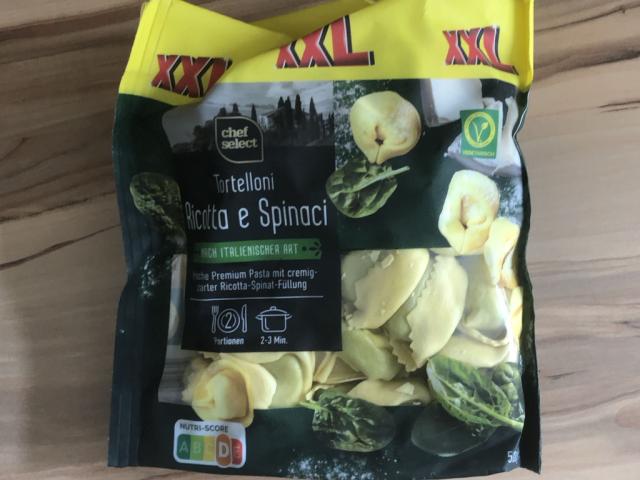 XXL XXL XXL
chef
select
VEGETARISCH
Tortelloni
Ricotta e Spinaci
NACH ITALIENISCHER ART
Premium Pasta mit cremig-
zarter Ricotta-Spinat-Füllung
2
Portionen 2-3 Min.
NUTRI-SCORE
A B C D E